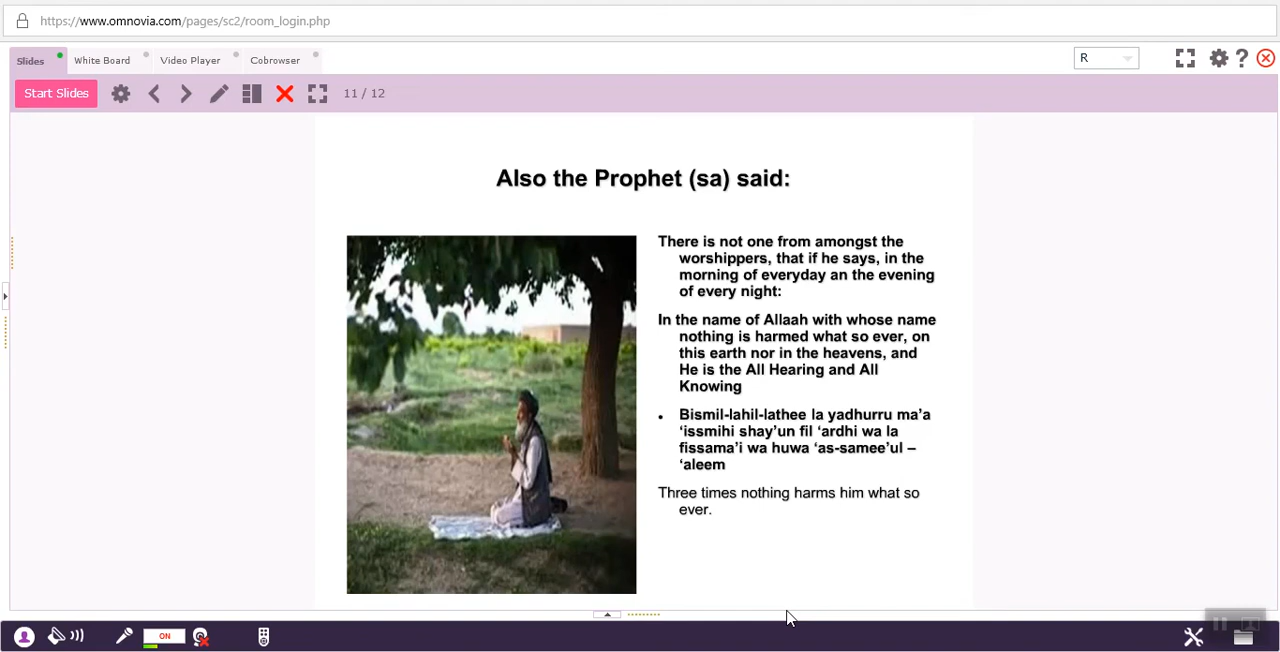 https://www.omnovia.com/pages/sc2/room_login.php
Slides
White Board
Video Player
Cobrowser
R
Start Slides
11 / 12
Also the Prophet (sa) said:
There is not one from amongst the
worshippers, that if he says, in the
morning of everyday an the evening
of every night:
In the name of Allaah with whose name
nothing is harmed what so ever, on
this earth nor in the heavens, and
He is the All Hearing and All
Knowing
• Bismil-lahil-lathee la yadhurru ma’a
‘issmihi shay’un fil ‘ardhi wa la
fissama’i wa huwa ‘as-samee’ul –
‘aleem
Three times nothing harms him what so
ever.
ON